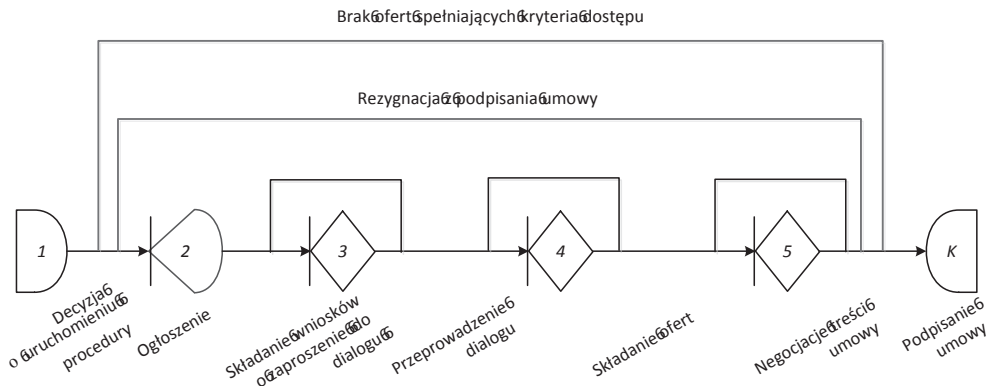 Brak6ofert6spełniających6kryteria6dostępu
Rezygnacja6z6podpisania6umowy
1
2
3
4
5
K
Decyzja6
o6uruchomieniu66
procedury
Ogłoszenie
Składanie6wniosków
o6zaproszenie6do
dialogu6
Przeprowadzenie6
dialogu
Składanie6ofert
Negocjacje6treści6
umowy
Podpisanie6
umowy